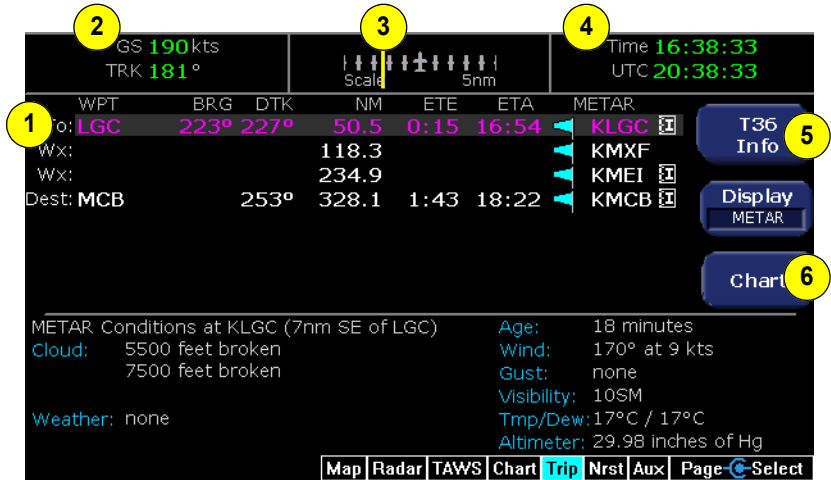 2 3 4
GS 190kts
TRK 181°
Scale 5nm
Time 16:38:33
UTC 20:38:33
WPT BRG DTK NM ETE ETA METAR
1 To: LGC 223° 227° 50.5 0:15 16:54 KLGC I
Wx: 118.3 KMXF
Wx: 234.9 KMEI I
Dest: MCB 253° 328.1 1:43 18:22 KMCB I
T36
Info 5
Display
METAR
Chart 6
METAR Conditions at KLGC (7nm SE of LGC)
Cloud: 5500 feet broken
7500 feet broken
Weather: none
Age: 18 minutes
Wind: 170° at 9 kts
Gust: none
Visibility: 10SM
Tmp/Dew: 17°C / 17°C
Altimeter: 29.98 inches of Hg
Map Radar TAWS Chart Trip Nrst Aux Page Select